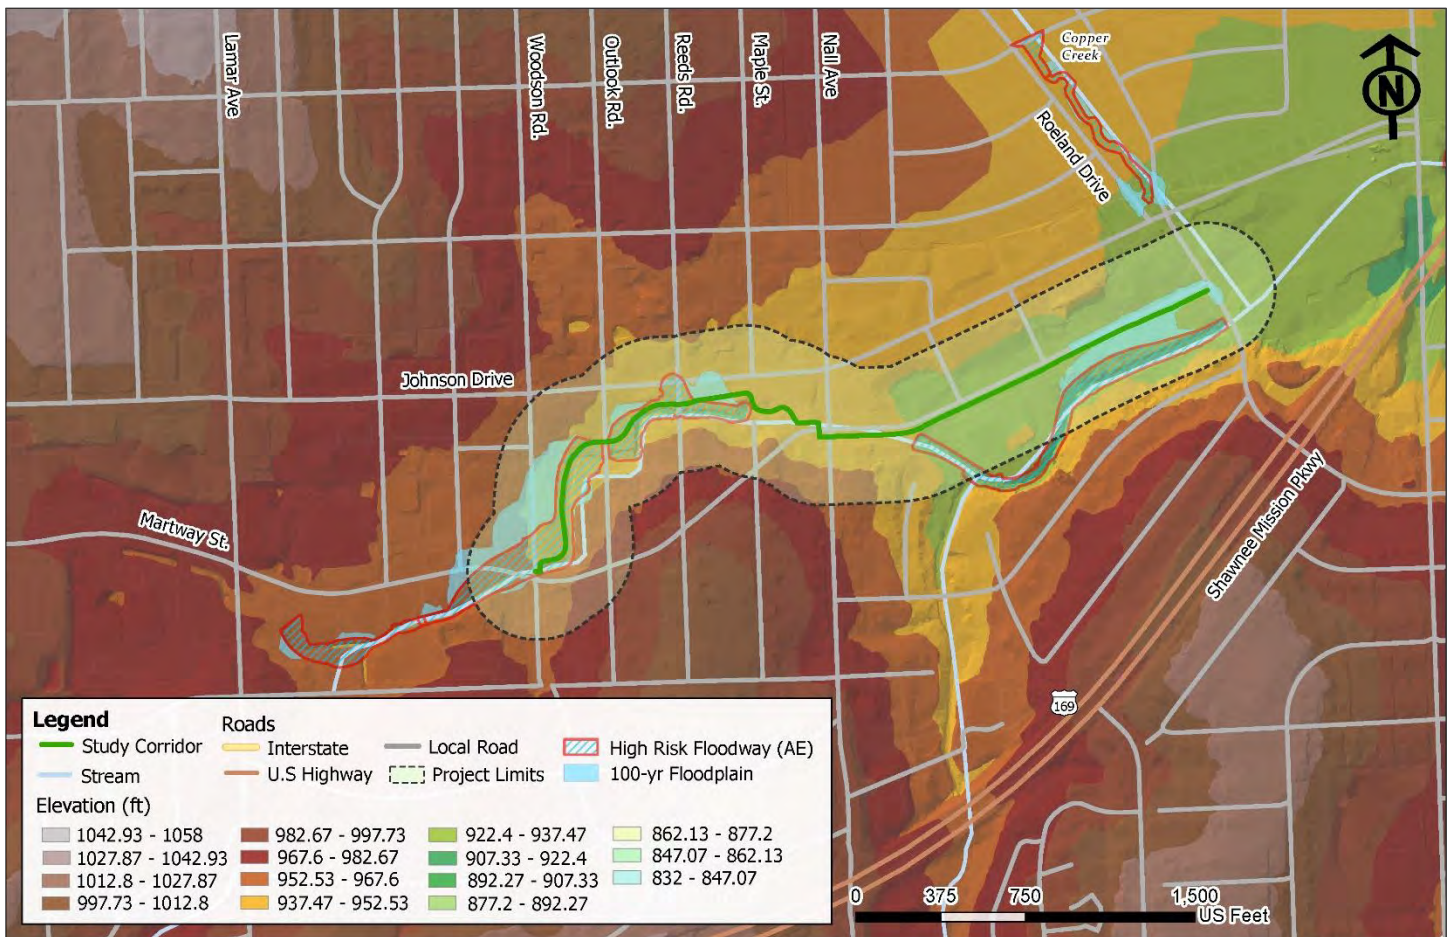 Lamar Ave
Woodson Rd.
Outlook Rd.
Reeds Rd.
Maple St.
Nall Ave
Copper
Creek
N
Roeland Drive
Johnson Drive
Martway St.
Shawnee Mission Pkwy
169
Legend
Study Corridor
Stream
Roads
Interstate
Local Road
High Risk Floodway (AE)
U.S Highway
Project Limits
100-yr Floodplain
Elevation (ft)
1042.93 - 1058
1027.87 - 1042.93
1012.8 - 1027.87
997.73 - 1012.8
982.67 - 997.73
967.6 - 982.67
952.53 - 967.6
937.47 - 952.53
922.4 - 937.47
907.33 - 922.4
892.27 - 907.33
877.2 - 892.27
862.13 - 877.2
847.07 - 862.13
832 - 847.07
0 375 750 1,500
US Feet